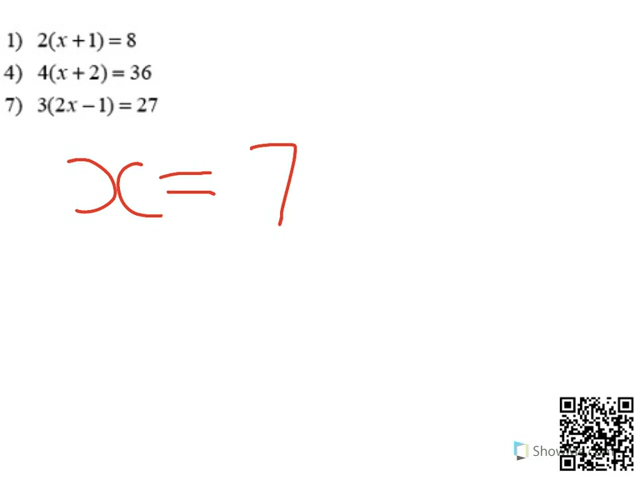 1) 2(x + 1) = 8
4) 4(x + 2) = 36
7) 3(2x − 1) = 27
x = 7